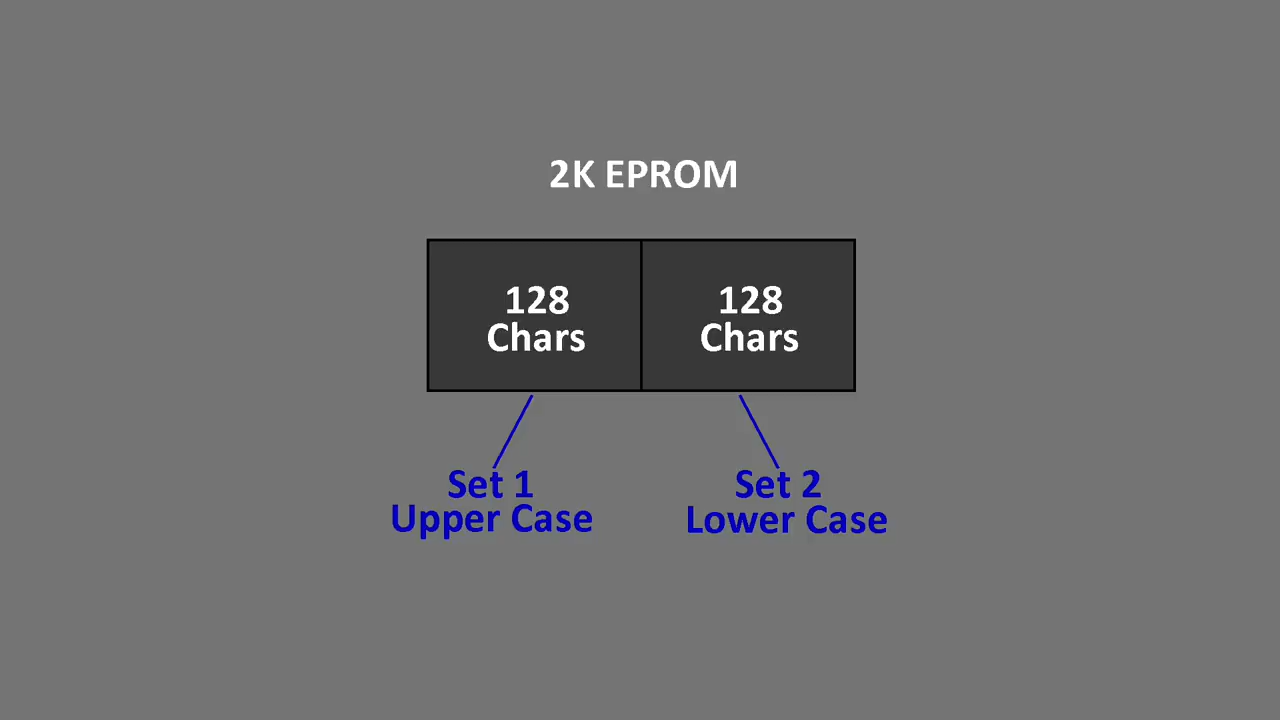 2K EPROM
128
Chars
128
Chars
Set 1
Upper Case
Set 2
Lower Case